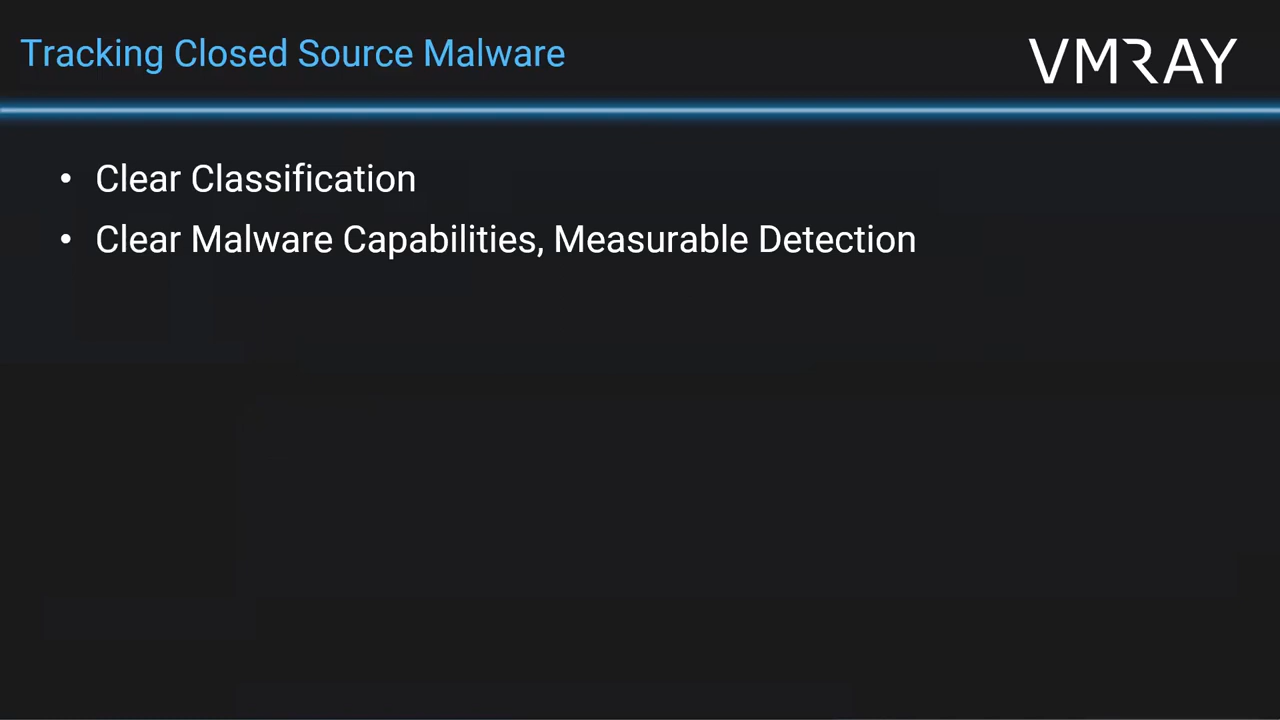 Tracking Closed Source Malware
VMRAY
• Clear Classification
• Clear Malware Capabilities, Measurable Detection